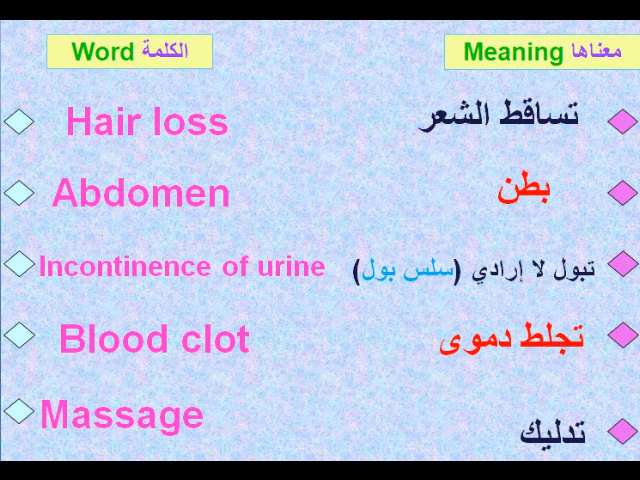 Word الكلمة
Meaning معناها
Hair loss
تساقط الشعر
Abdomen
بطن
Incontinence of urine
تبول لا إرادي (سلس بول)
Blood clot
تجلط دموى
Massage
تدليك